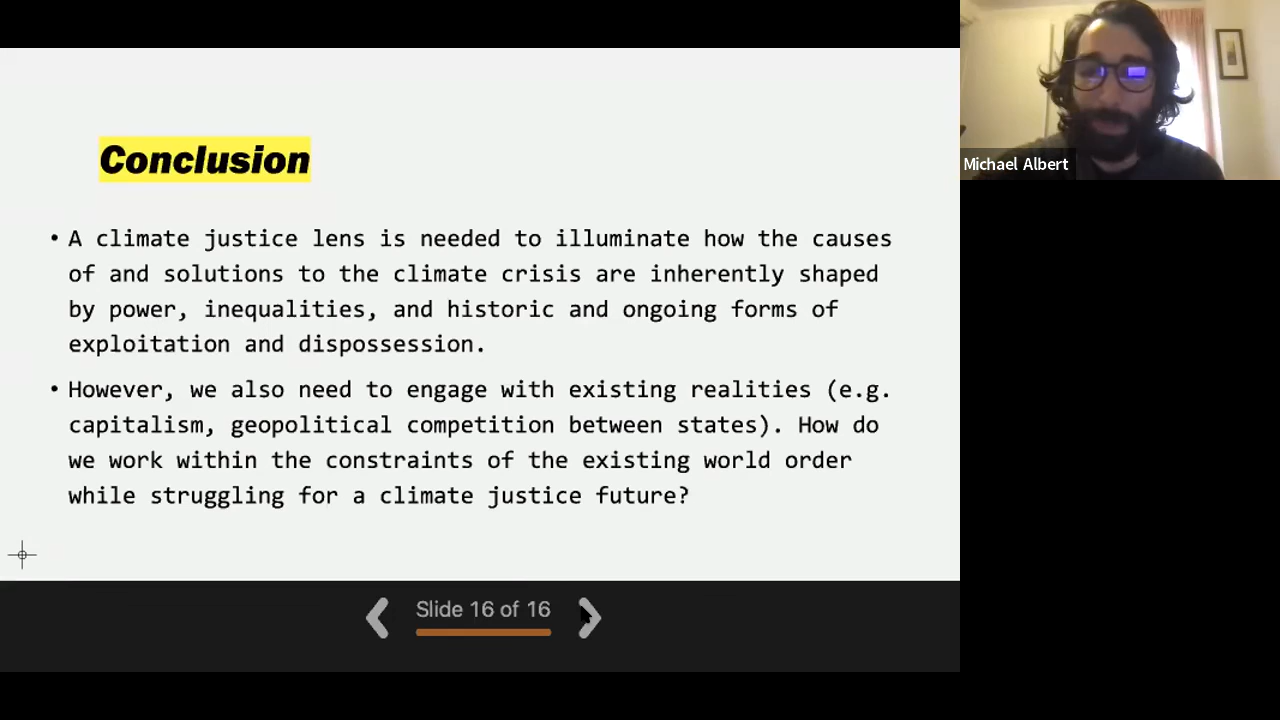 Conclusion
• A climate justice lens is needed to illuminate how the causes
of and solutions to the climate crisis are inherently shaped
by power, inequalities, and historic and ongoing forms of
exploitation and dispossession.
• However, we also need to engage with existing realities (e.g.
capitalism, geopolitical competition between states). How do
we work within the constraints of the existing world order
while struggling for a climate justice future?
Slide 16 of 16
Michael Albert